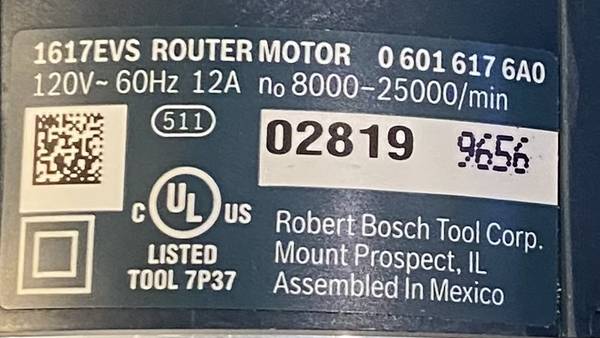 1617EVS ROUTER MOTOR 0 601 617 6A0
120V~ 60Hz 12A n₀ 8000-25000/min
511
02819 9656
C UL US
LISTED
TOOL 7P37
Robert Bosch Tool Corp.
Mount Prospect, IL
Assembled In Mexico